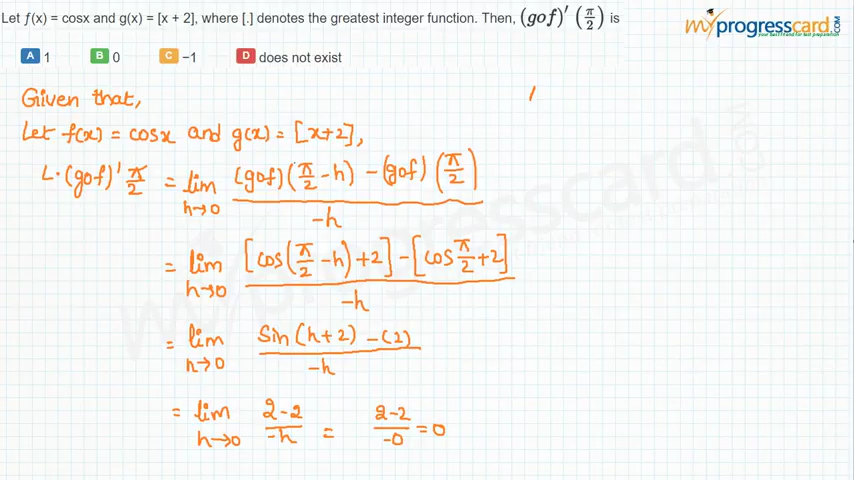 Let f(x) = cosx and g(x) = [x + 2], where [.] denotes the greatest integer function. Then, (gof)′ (π/2) is
myprogresscard.com
A 1 B 0 C −1 D does not exist
Given that,
Let f(x) = cosx and g(x) = [x+2],
L·(gof)' π/2 = lim h→0 (gof)(π/2 − h) − (gof)(π/2) / −h
= lim h→0 [cos(π/2 − h) + 2] − [cos π/2 + 2] / −h
= lim h→0 Sin(h+2) − (2) / −h
= lim h→0 2−2 / −h = 2−2 / −0 = 0